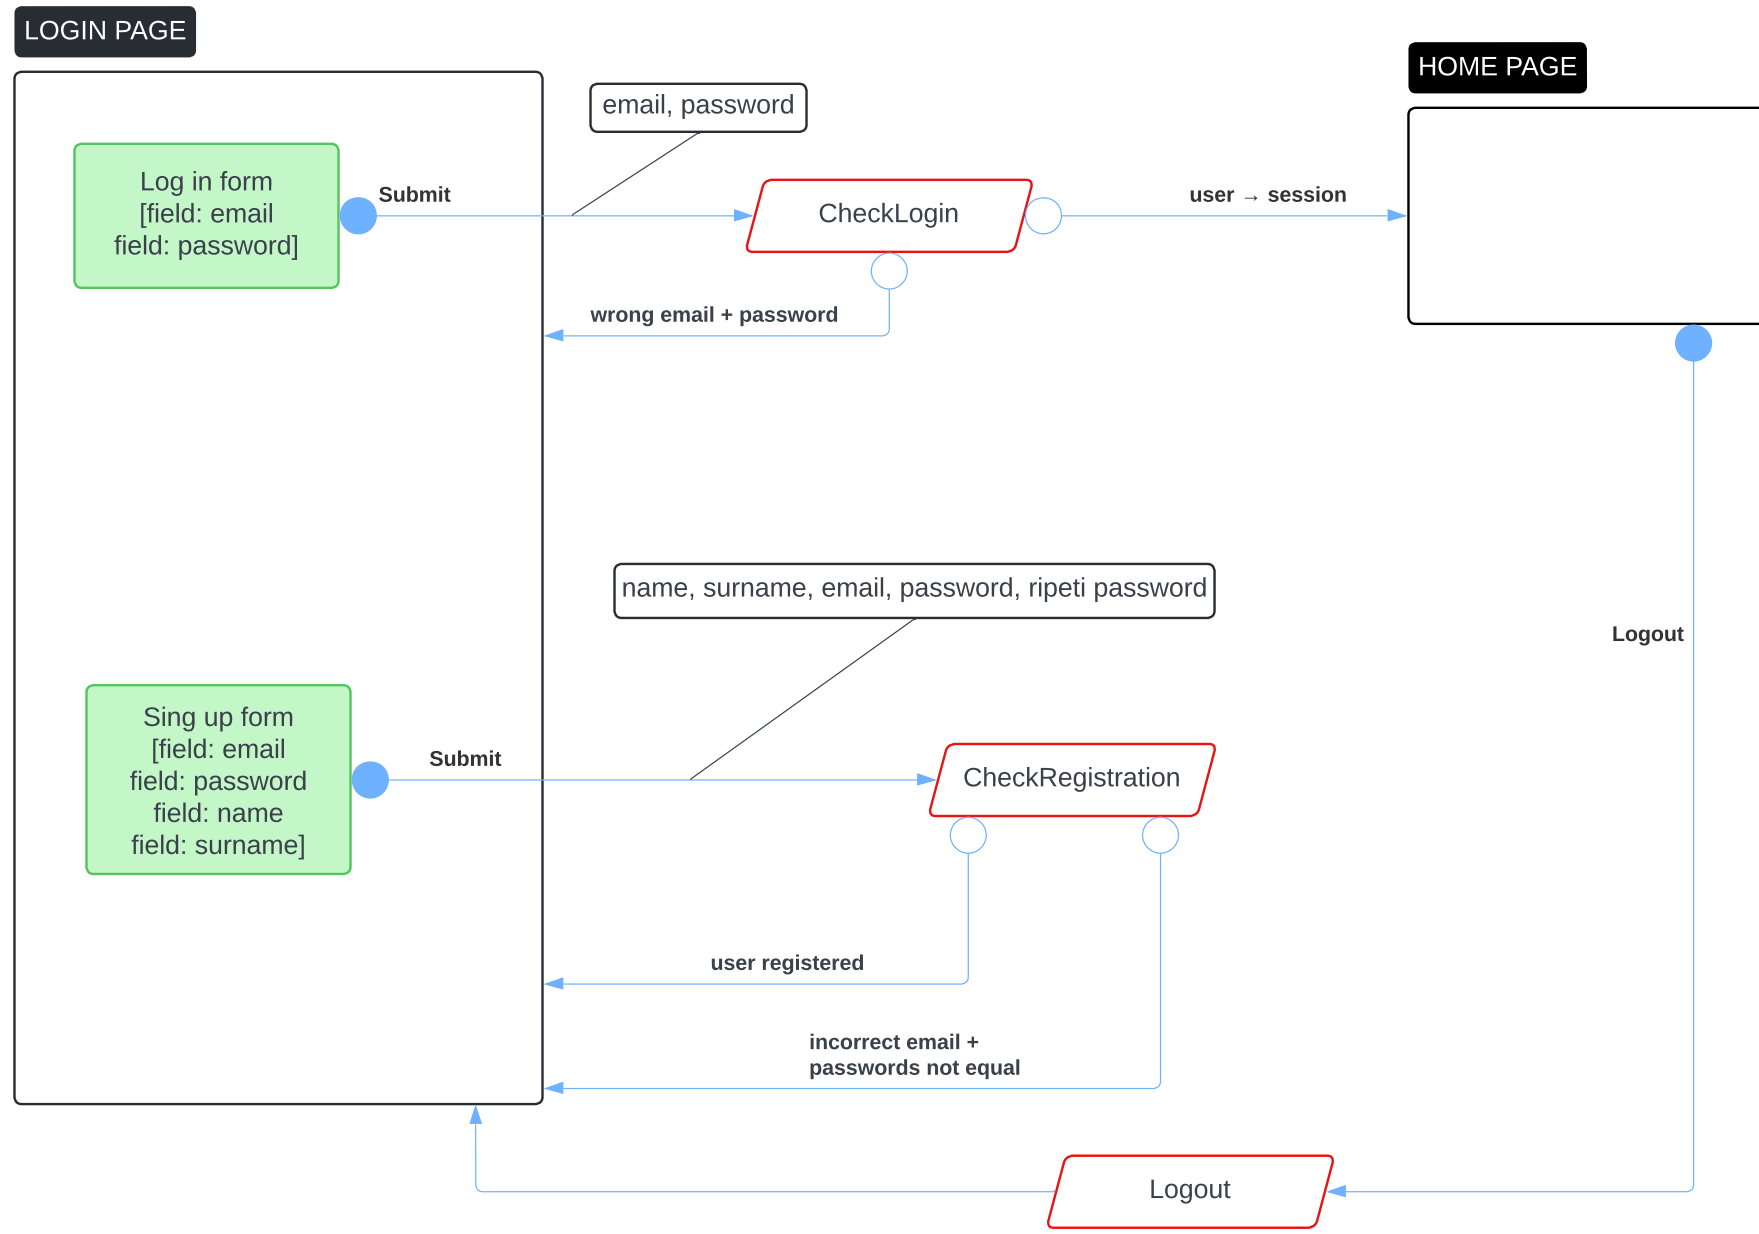 LOGIN PAGE
HOME PAGE
email, password
Log in form
[field: email
field: password]
Submit
CheckLogin
user → session
wrong email + password
name, surname, email, password, ripeti password
Logout
Sing up form
[field: email
field: password
field: name
field: surname]
Submit
CheckRegistration
user registered
incorrect email +
passwords not equal
Logout